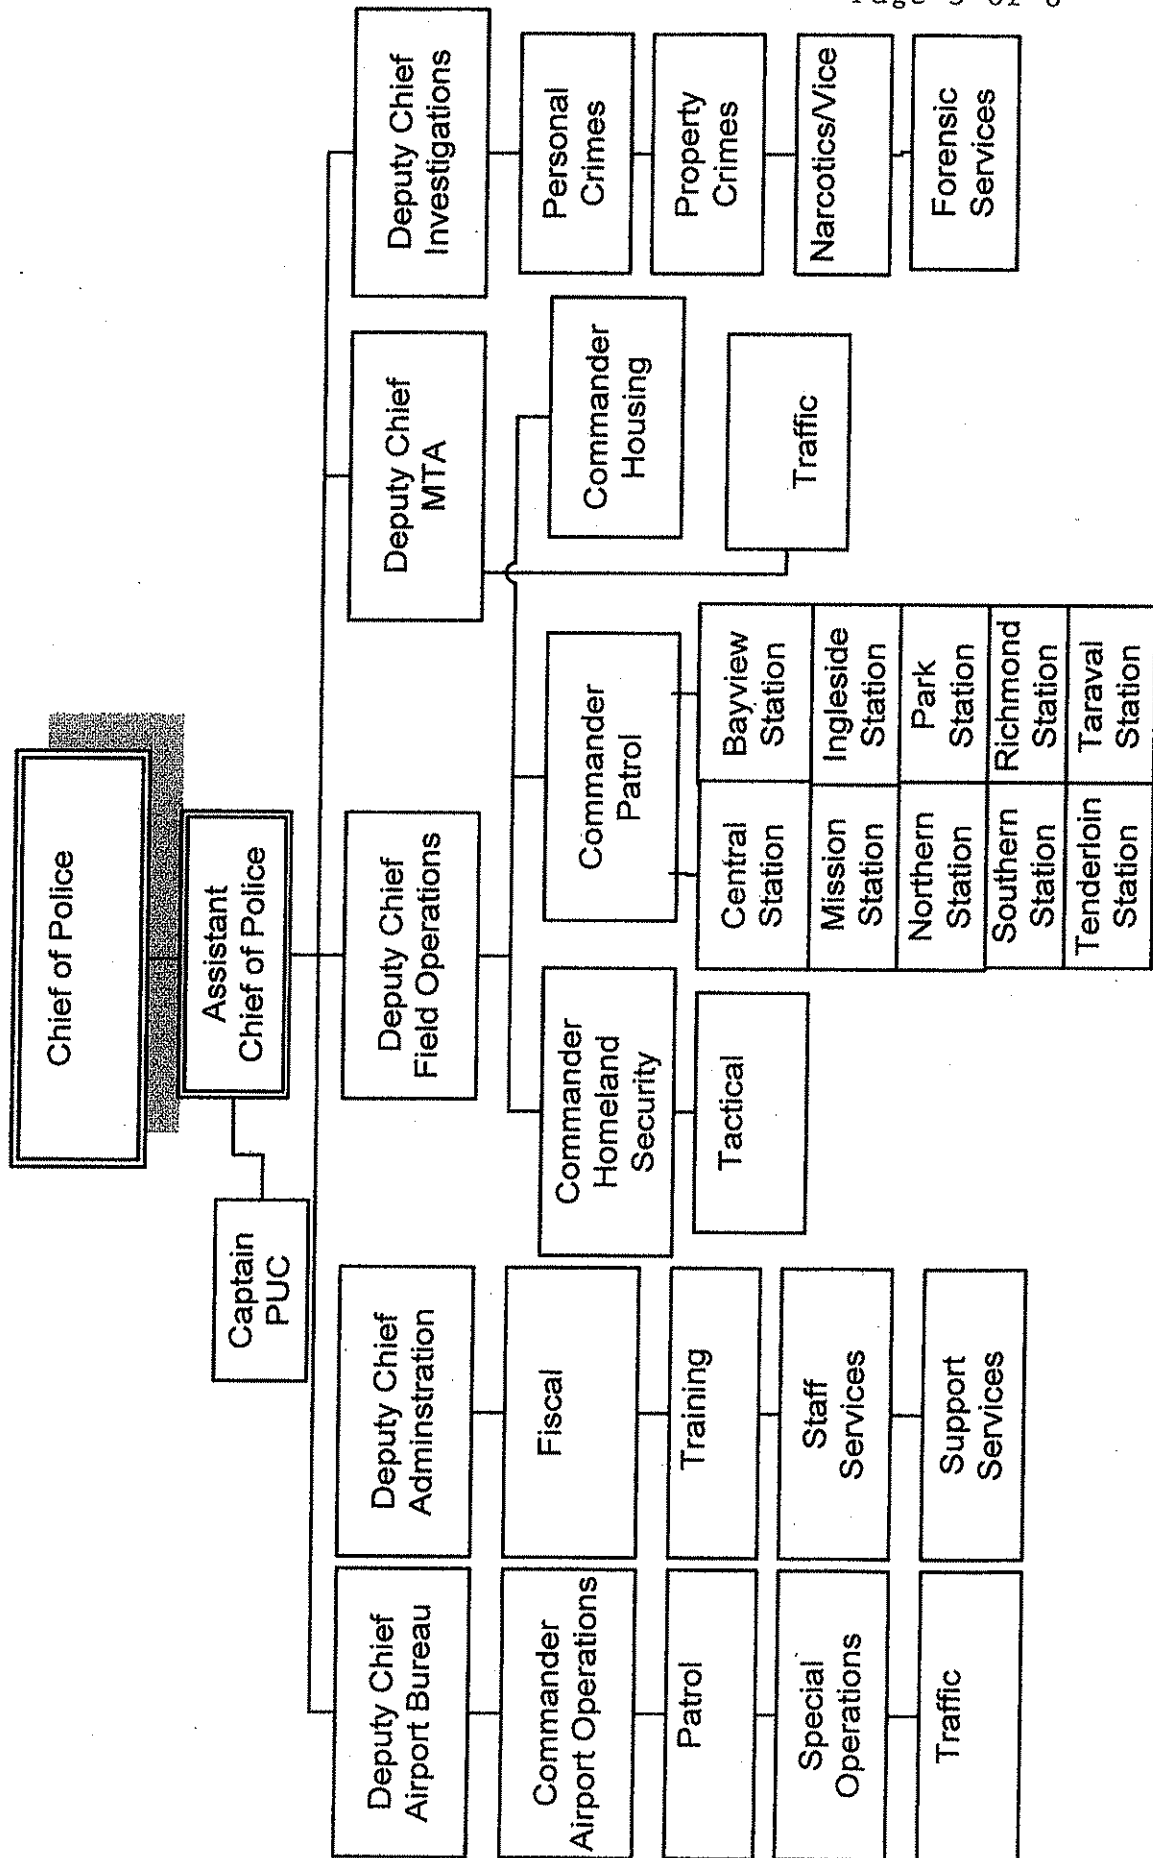 Page 5 of 6
Chief of Police
Assistant
Chief of Police
Captain
PUC
Deputy Chief
Airport Bureau
Deputy Chief
Adminstration
Deputy Chief
Field Operations
Deputy Chief
MTA
Deputy Chief
Investigations
Commander
Airport Operations
Fiscal
Commander
Homeland
Security
Commander
Patrol
Commander
Housing
Personal
Crimes
Patrol
Training
Tactical
Central
Station
Bayview
Station
Mission
Station
Ingleside
Station
Northern
Station
Park
Station
Southern
Station
Richmond
Station
Tenderloin
Station
Taraval
Station
Traffic
Property
Crimes
Special
Operations
Staff
Services
Narcotics/Vice
Traffic
Support
Services
Forensic
Services